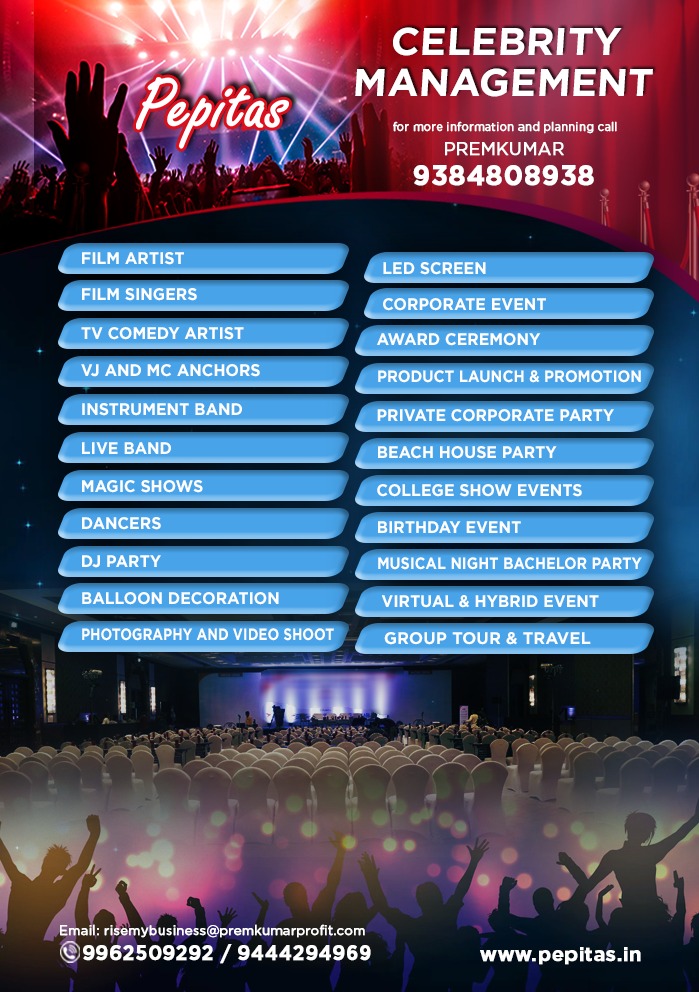 Pepitas
CELEBRITY
MANAGEMENT
for more information and planning call
PREMKUMAR
9384808938
FILM ARTIST
FILM SINGERS
TV COMEDY ARTIST
VJ AND MC ANCHORS
INSTRUMENT BAND
LIVE BAND
MAGIC SHOWS
DANCERS
DJ PARTY
BALLOON DECORATION
PHOTOGRAPHY AND VIDEO SHOOT
LED SCREEN
CORPORATE EVENT
AWARD CEREMONY
PRODUCT LAUNCH & PROMOTION
PRIVATE CORPORATE PARTY
BEACH HOUSE PARTY
COLLEGE SHOW EVENTS
BIRTHDAY EVENT
MUSICAL NIGHT BACHELOR PARTY
VIRTUAL & HYBRID EVENT
GROUP TOUR & TRAVEL
Email: risemybusiness@premkumarprofit.com
9962509292 / 9444294969
www.pepitas.in